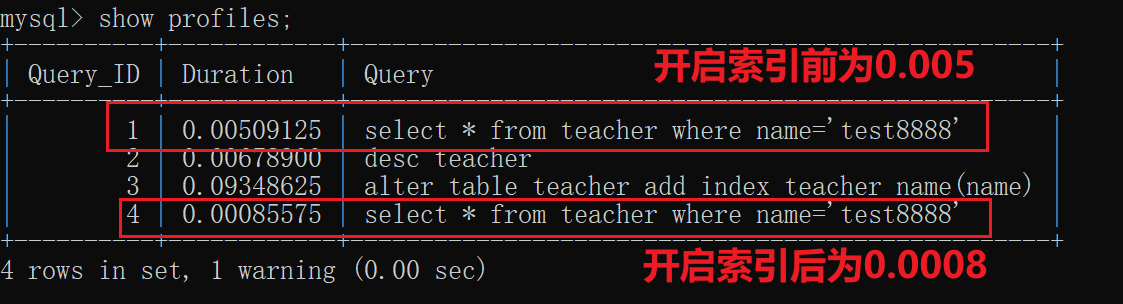 mysql> show profiles;
Query_ID | Duration | Query
开启索引前为0.005
1 | 0.00509125 | select * from teacher where name='test8888'
2 | 0.00678900 | desc teacher
3 | 0.09348625 | alter table teacher add index teacher_name(name)
4 | 0.00085575 | select * from teacher where name='test8888'
4 rows in set, 1 warning (0.00 sec)
开启索引后为0.0008